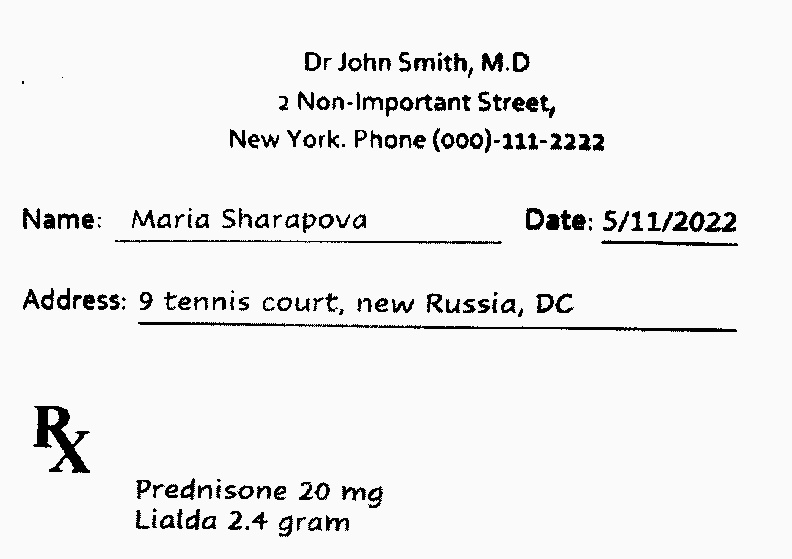 Dr John Smith, M.D
2 Non-Important Street,
New York. Phone (000)-111-2222
Name: Maria Sharapova Date: 5/11/2022
Address: 9 tennis court, new Russia, DC
Rx
Prednisone 20 mg
Lialda 2.4 gram